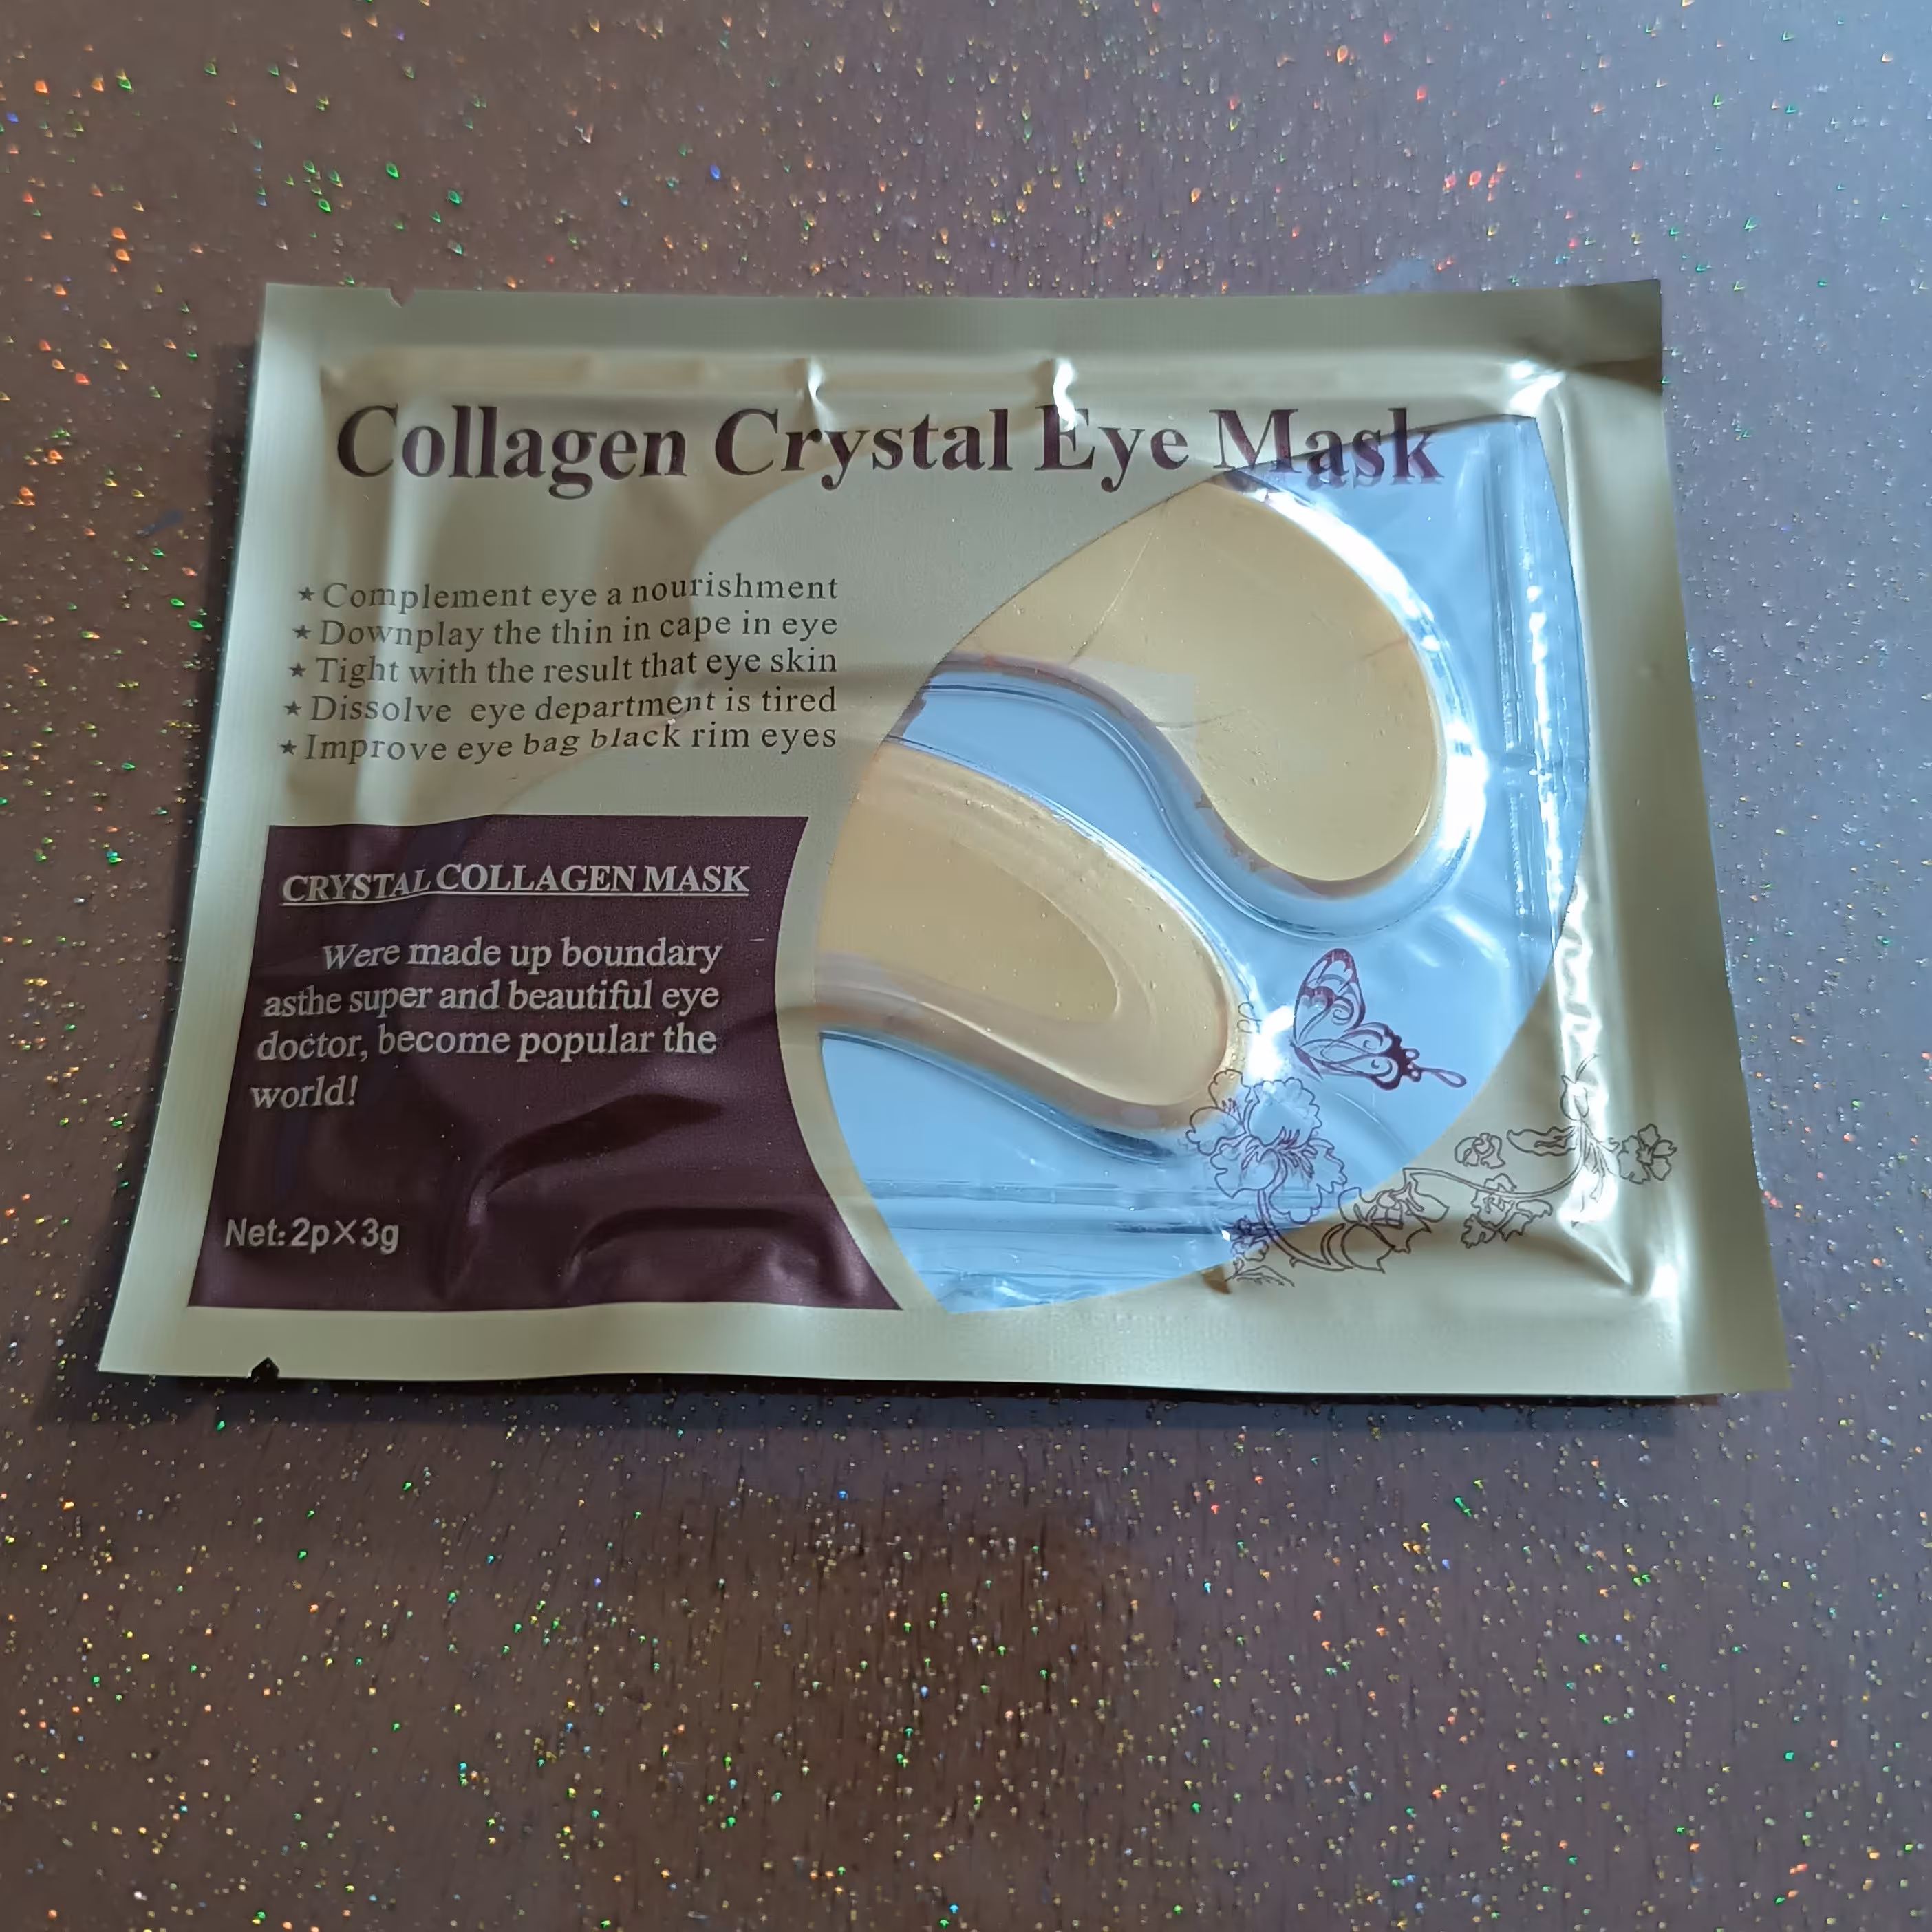 Collagen Crystal Eye Mask
★Complement eye a nourishment
★Downplay the thin in cape in eye
★Tight with the result that eye skin
★Dissolve eye department is tired
★Improve eye bag black rim eyes
CRYSTAL COLLAGEN MASK
Were made up boundary
asthe super and beautiful eye
doctor, become popular the
world!
Net:2p×3g